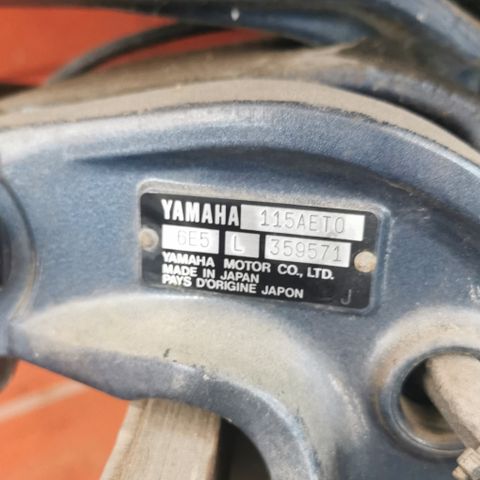 YAMAHA 115AETO
6E5 L 359571
YAMAHA MOTOR CO., LTD.
MADE IN JAPAN
PAYS D'ORIGINE JAPON J